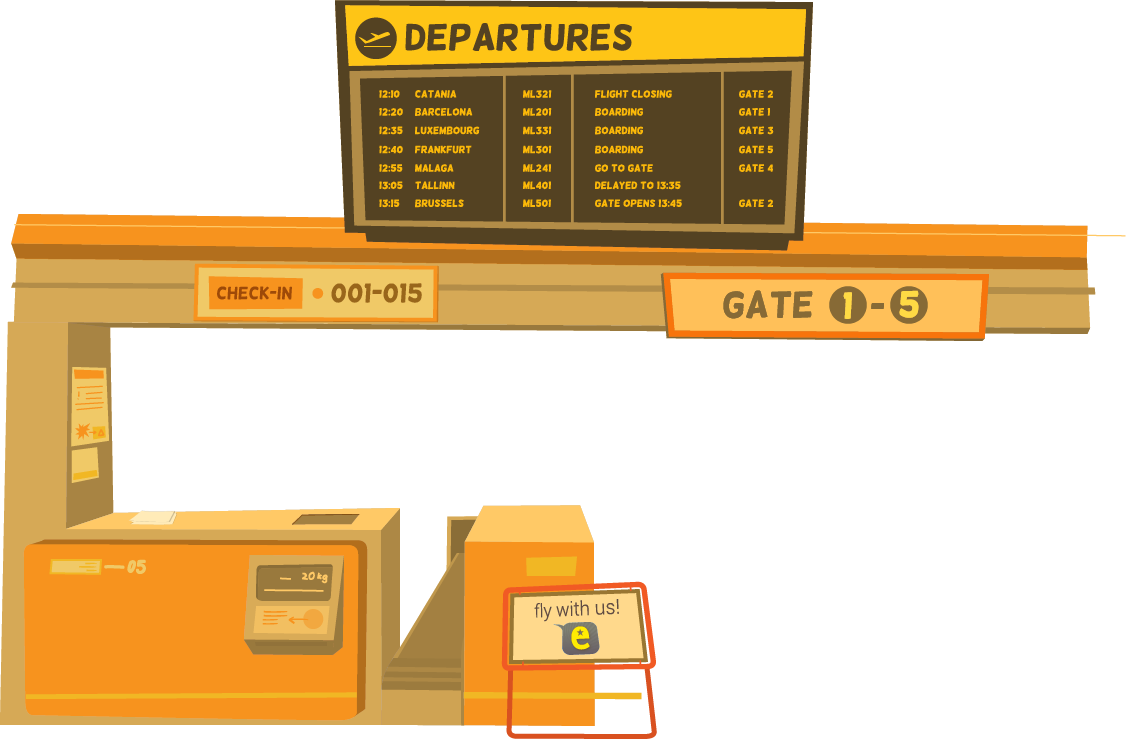 DEPARTURES
12:10 CATANIA ML321 FLIGHT CLOSING GATE 2
12:20 BARCELONA ML201 BOARDING GATE 1
12:35 LUXEMBOURG ML331 BOARDING GATE 3
12:40 FRANKFURT ML301 BOARDING GATE 5
12:55 MALAGA ML241 GO TO GATE GATE 4
13:05 TALLINN ML401 DELAYED TO 13:35
13:15 BRUSSELS ML501 GATE OPENS 13:45 GATE 2
CHECK-IN • 001-015
GATE 1-5
— 05
— 20 kg
fly with us!
e